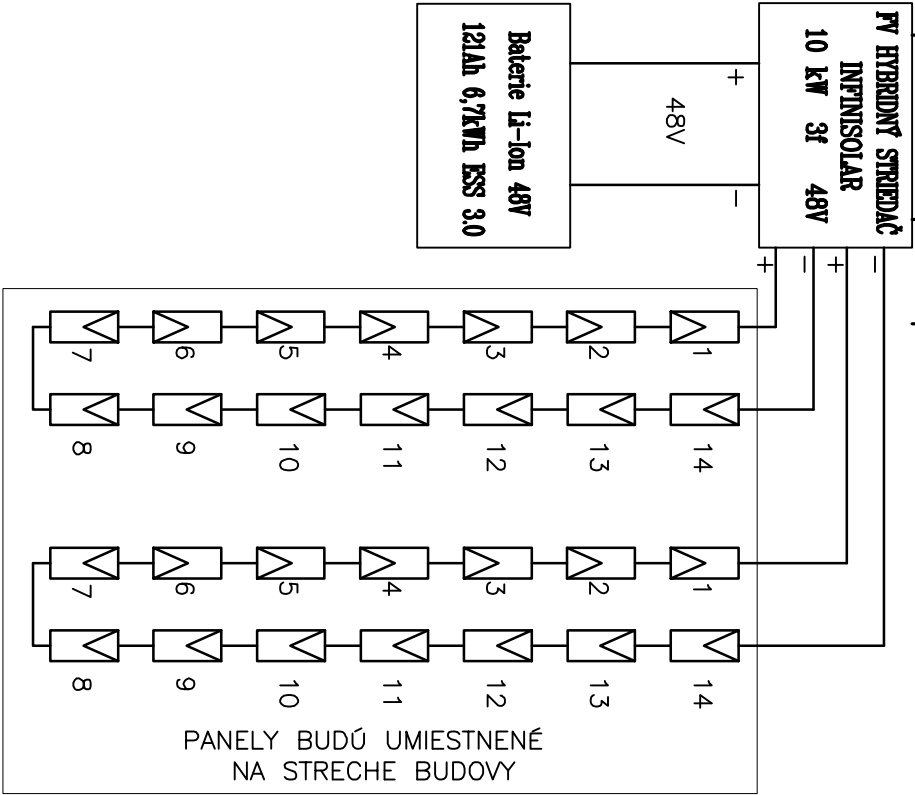 FV HYBRIDNÝ STRIEDAČ
INFINISOLAR
10 kW 3f 48V
+
48V
−
Baterie Li-Ion 48V
121Ah 6,7kWh ESS 3.0
+
−
+
−
7 6 5 4 3 2 1
8 9 10 11 12 13 14
7 6 5 4 3 2 1
8 9 10 11 12 13 14
PANELY BUDÚ UMIESTNENÉ
NA STRECHE BUDOVY